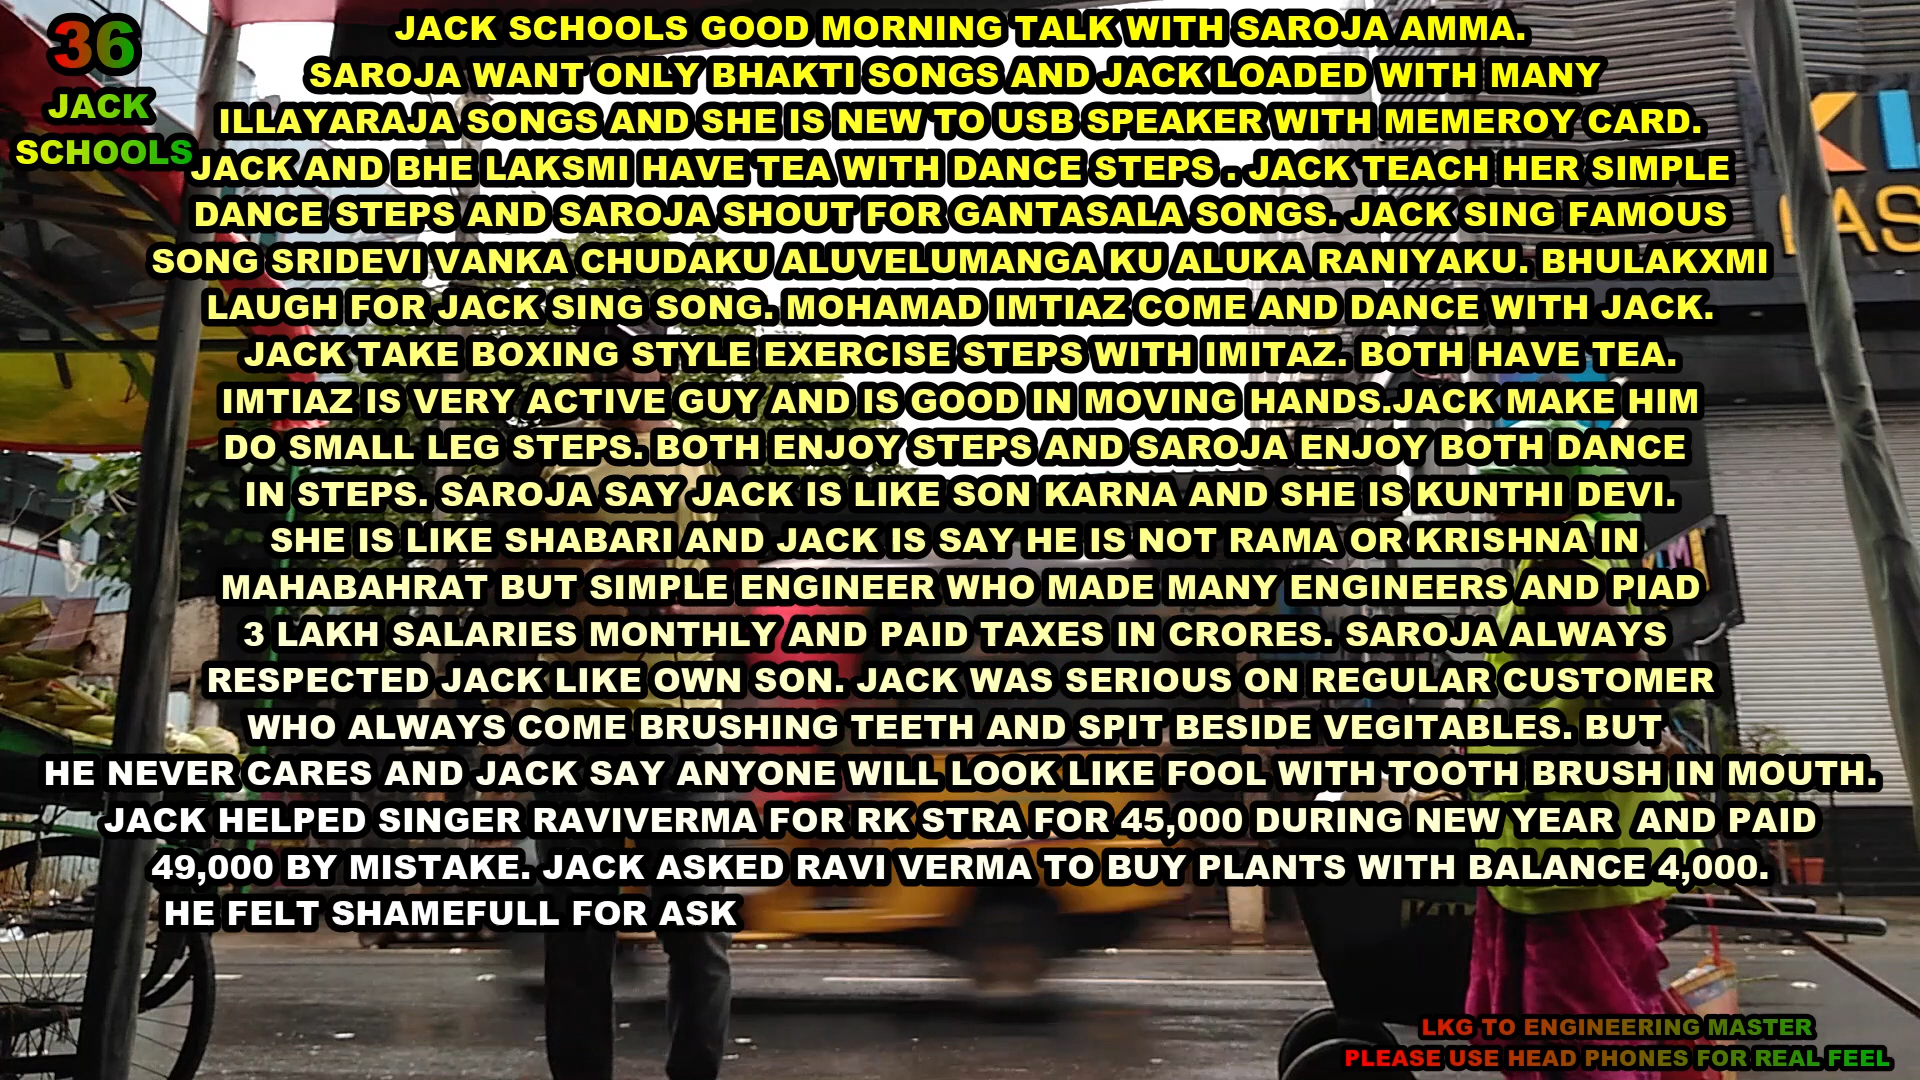 36
JACK
SCHOOLS
JACK SCHOOLS GOOD MORNING TALK WITH SAROJA AMMA.
SAROJA WANT ONLY BHAKTI SONGS AND JACK LOADED WITH MANY
ILLAYARAJA SONGS AND SHE IS NEW TO USB SPEAKER WITH MEMEROY CARD.
JACK AND BHE LAKSMI HAVE TEA WITH DANCE STEPS . JACK TEACH HER SIMPLE
DANCE STEPS AND SAROJA SHOUT FOR GANTASALA SONGS. JACK SING FAMOUS
SONG SRIDEVI VANKA CHUDAKU ALUVELUMANGA KU ALUKA RANIYAKU. BHULAKXMI
LAUGH FOR JACK SING SONG. MOHAMAD IMTIAZ COME AND DANCE WITH JACK.
JACK TAKE BOXING STYLE EXERCISE STEPS WITH IMITAZ. BOTH HAVE TEA.
IMTIAZ IS VERY ACTIVE GUY AND IS GOOD IN MOVING HANDS.JACK MAKE HIM
DO SMALL LEG STEPS. BOTH ENJOY STEPS AND SAROJA ENJOY BOTH DANCE
IN STEPS. SAROJA SAY JACK IS LIKE SON KARNA AND SHE IS KUNTHI DEVI.
SHE IS LIKE SHABARI AND JACK IS SAY HE IS NOT RAMA OR KRISHNA IN
MAHABAHRAT BUT SIMPLE ENGINEER WHO MADE MANY ENGINEERS AND PIAD
3 LAKH SALARIES MONTHLY AND PAID TAXES IN CRORES. SAROJA ALWAYS
RESPECTED JACK LIKE OWN SON. JACK WAS SERIOUS ON REGULAR CUSTOMER
WHO ALWAYS COME BRUSHING TEETH AND SPIT BESIDE VEGITABLES. BUT
HE NEVER CARES AND JACK SAY ANYONE WILL LOOK LIKE FOOL WITH TOOTH BRUSH IN MOUTH.
JACK HELPED SINGER RAVIVERMA FOR RK STRA FOR 45,000 DURING NEW YEAR  AND PAID
49,000 BY MISTAKE. JACK ASKED RAVI VERMA TO BUY PLANTS WITH BALANCE 4,000.
HE FELT SHAMEFULL FOR ASK
LKG TO ENGINEERING MASTER
PLEASE USE HEAD PHONES FOR REAL FEEL